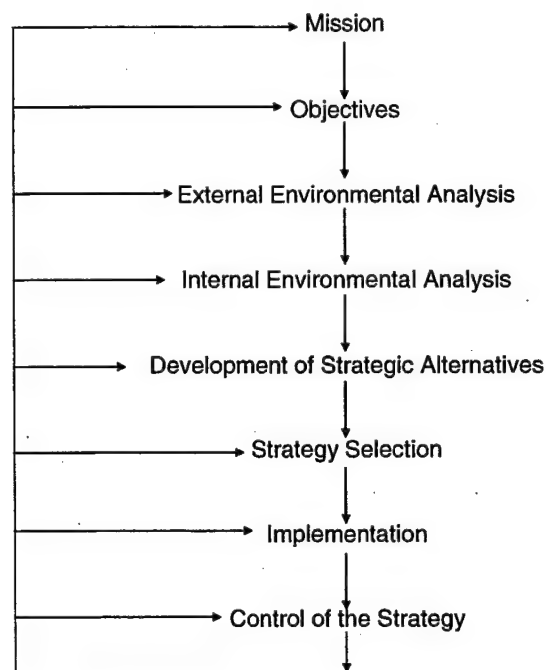 Mission
Objectives
External Environmental Analysis
Internal Environmental Analysis
Development of Strategic Alternatives
Strategy Selection
Implementation
Control of the Strategy